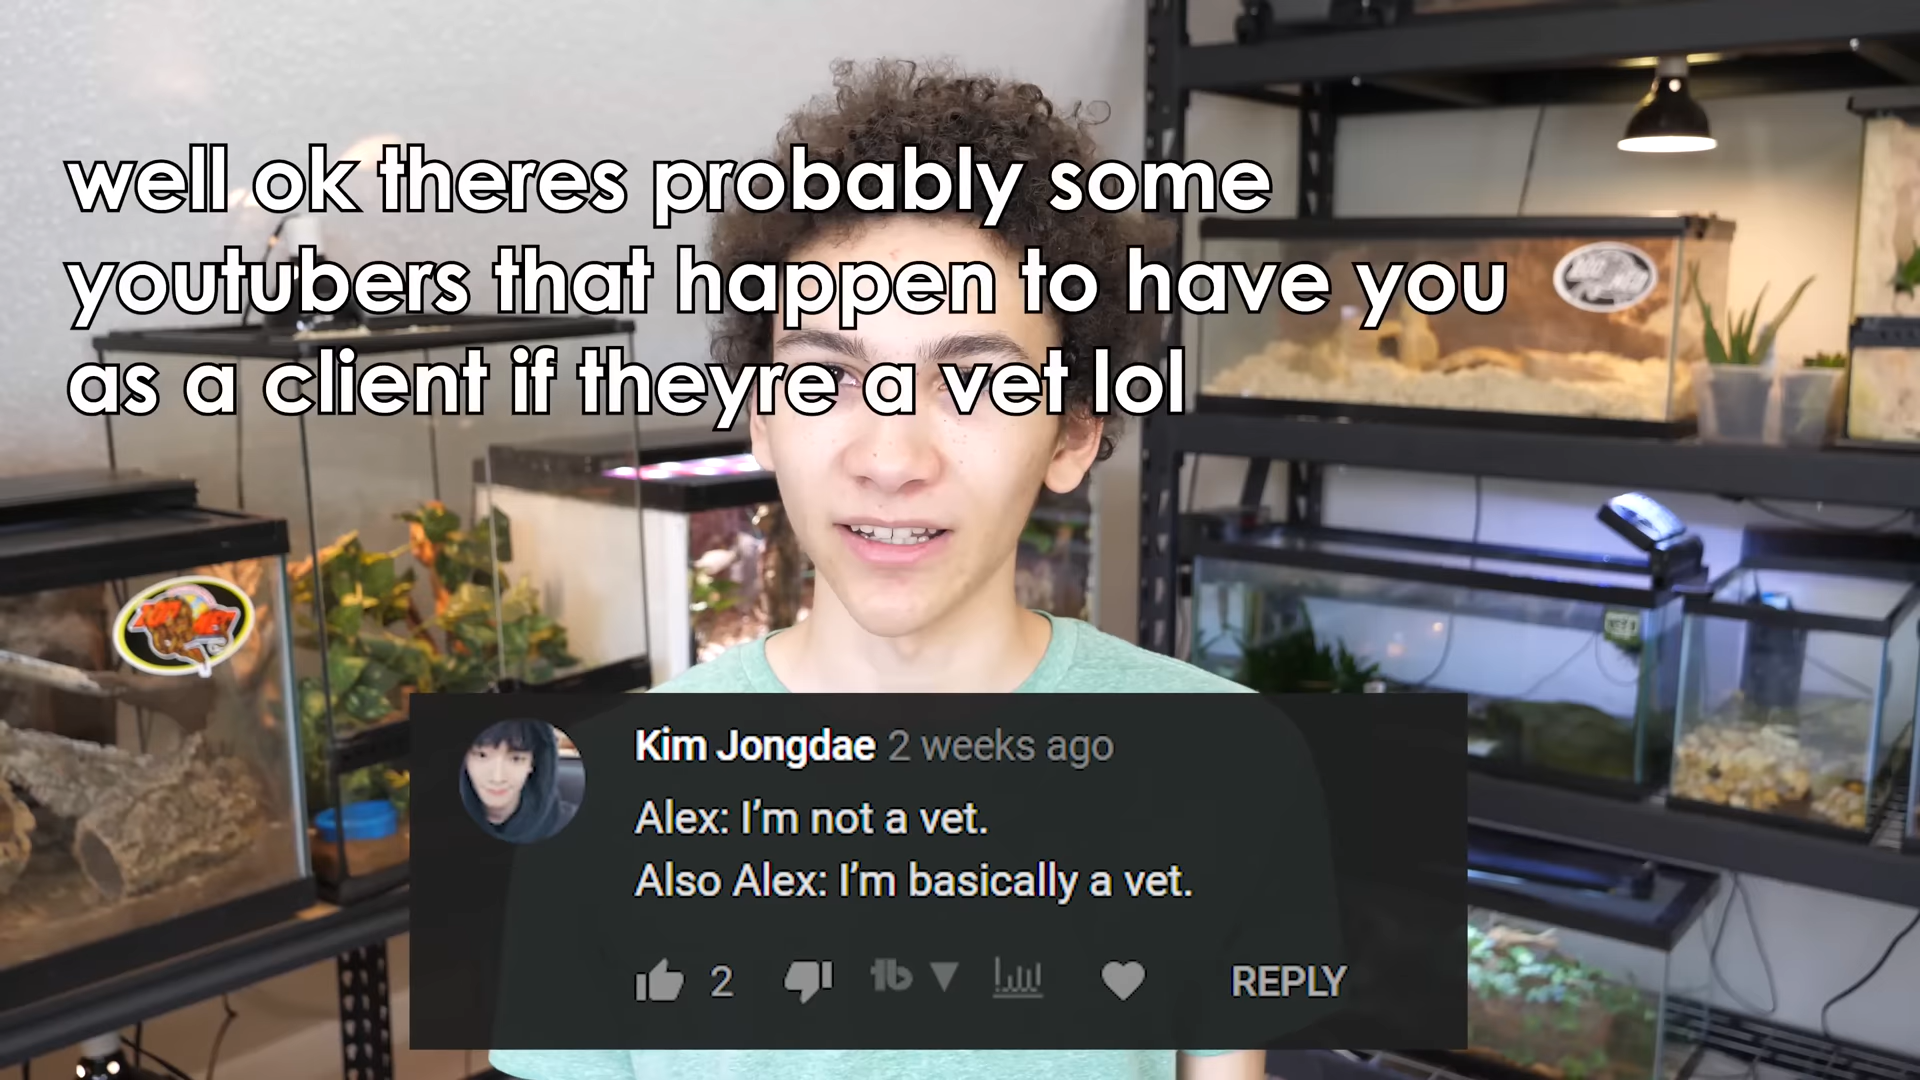 well ok theres probably some
youtubers that happen to have you
as a client if theyre a vet lol
Kim Jongdae 2 weeks ago
Alex: I'm not a vet.
Also Alex: I'm basically a vet.
2
REPLY